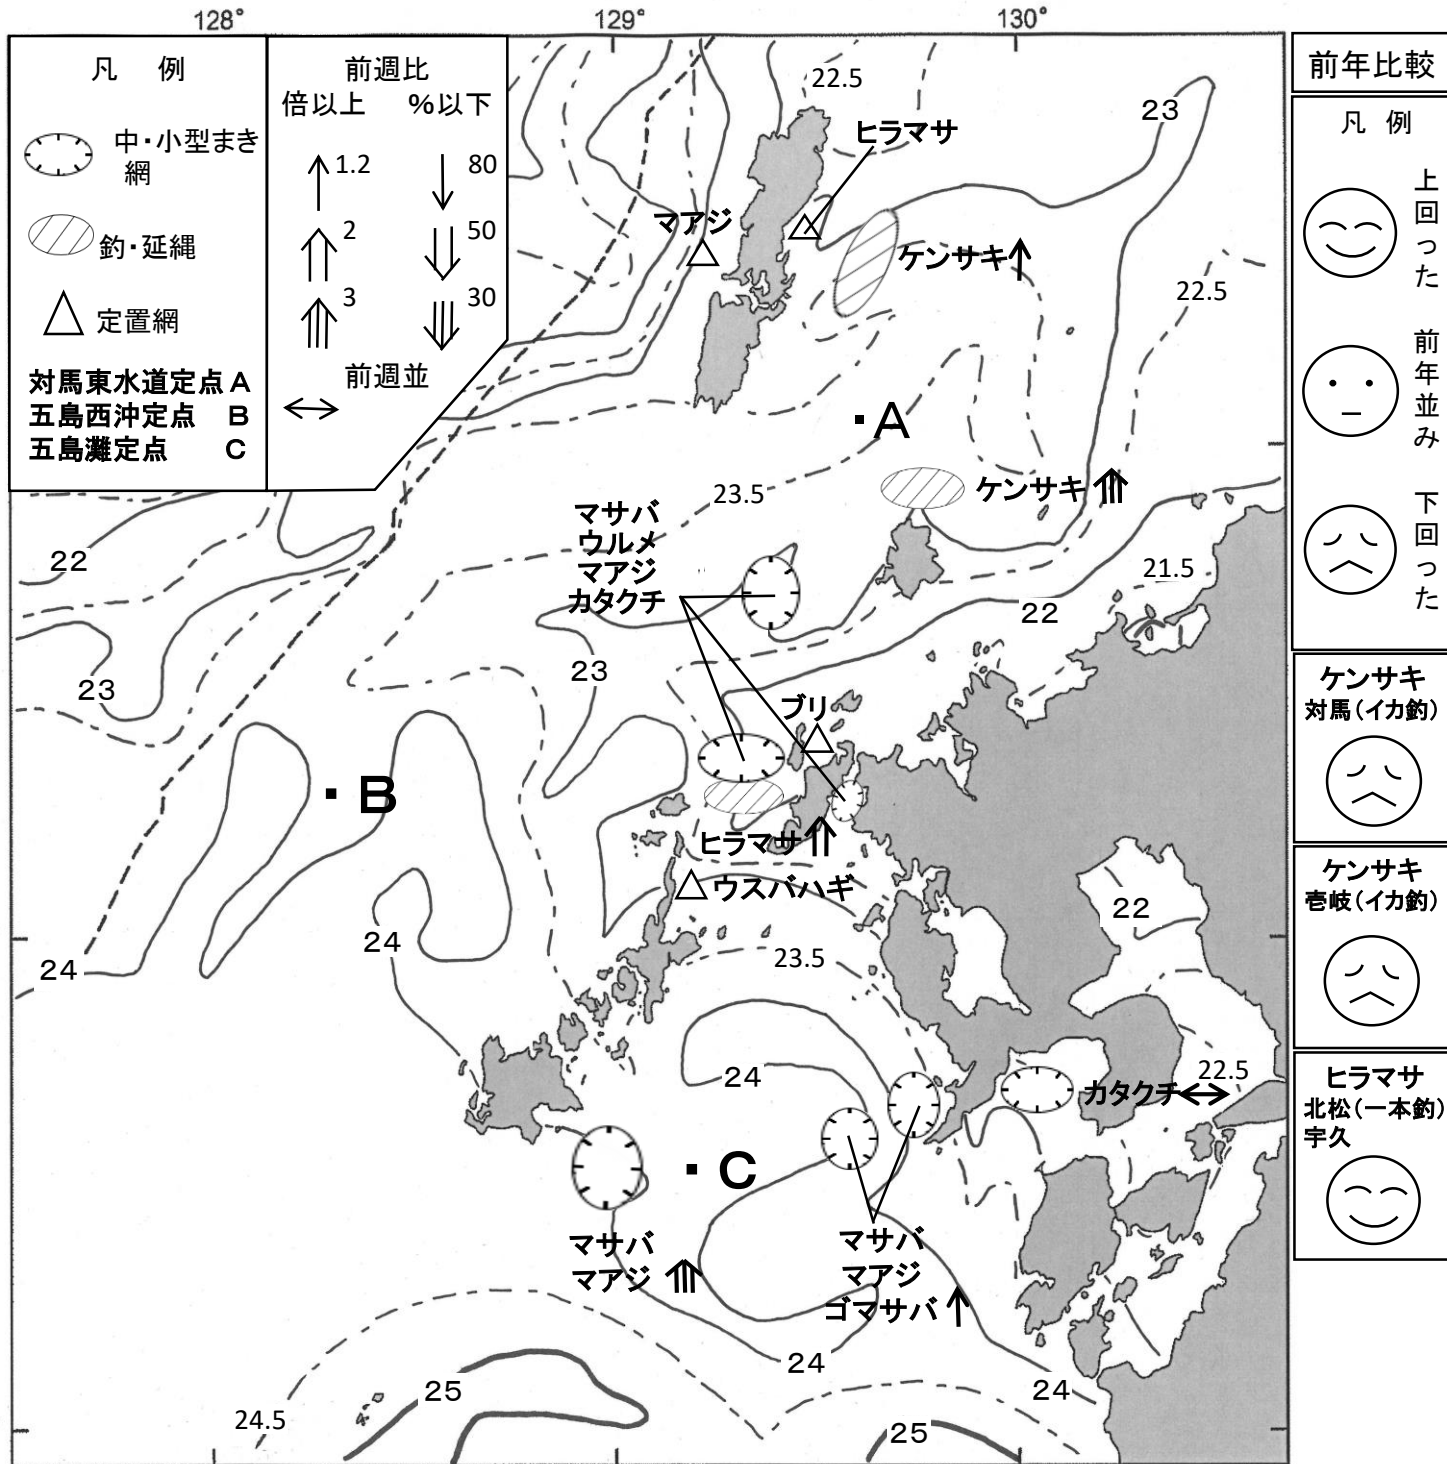 128°
129°
130°
凡 例
中・小型まき
網
釣・延縄
定置網
対馬東水道定点 A
五島西沖定点 B
五島灘定点 C
前週比
倍以上 %以下
1.2 80
2 50
3 30
前週並
前年比較
凡 例
上回った
前年並み
下回った
ケンサキ
対馬(イカ釣)
ケンサキ
壱岐(イカ釣)
ヒラマサ
北松(一本釣)
宇久
22.5
23
ヒラマサ
マアジ
ケンサキ
22.5
A
ケンサキ
23.5
マサバ
ウルメ
マアジ
カタクチ
22
21.5
22
23
23
ブリ
B
ヒラマサ
ウスバハギ
22
24
24
23.5
24
22.5
カタクチ
C
マサバ
マアジ
マサバ
マアジ
ゴマサバ
24
24
25
24.5
25